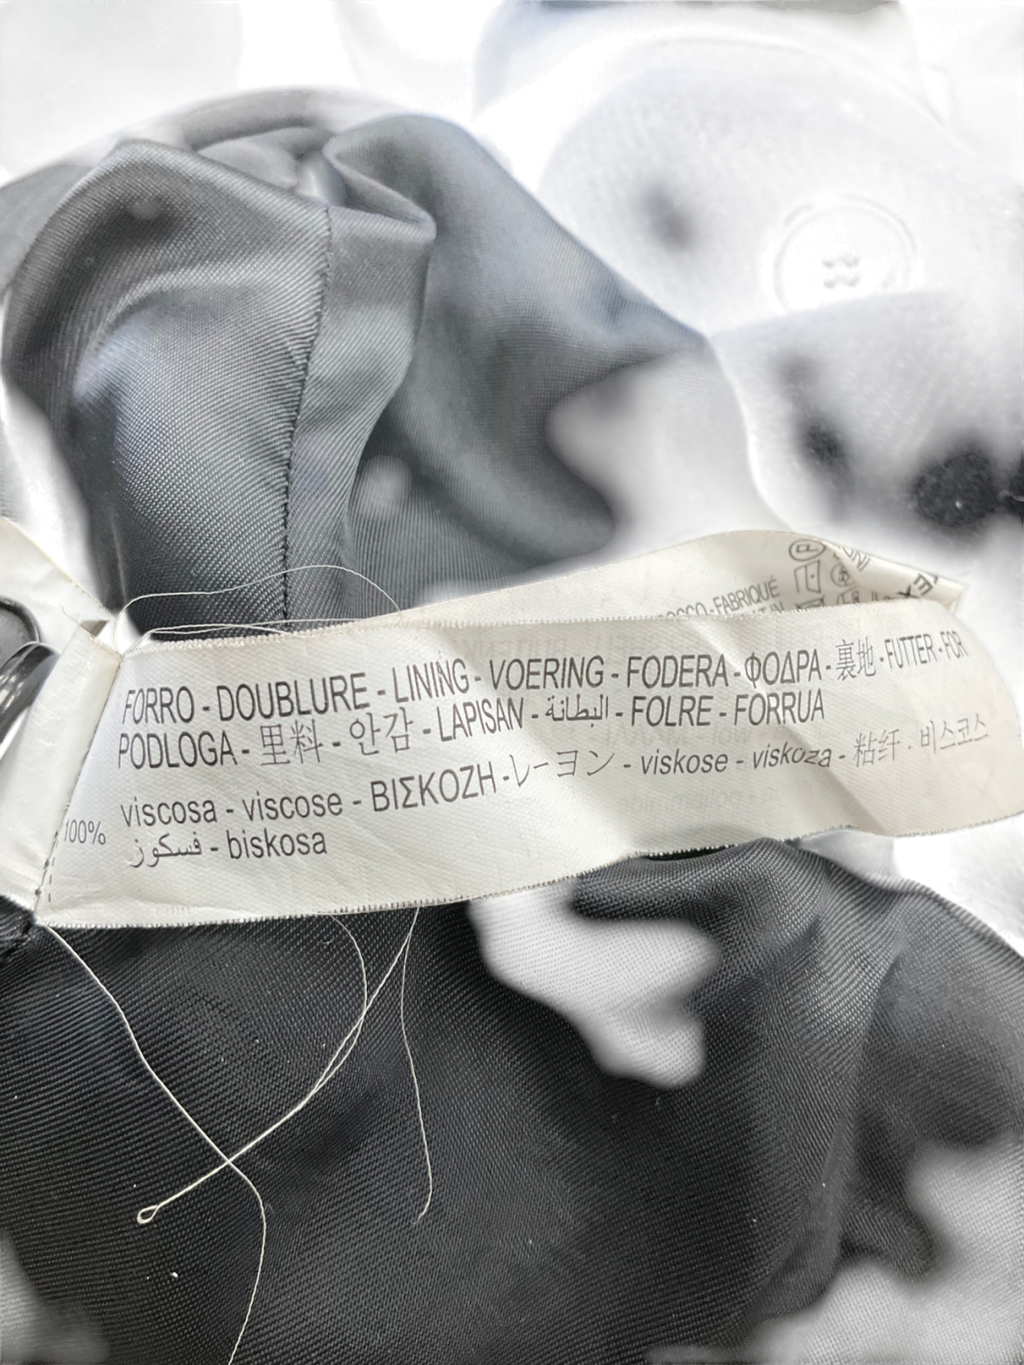 FABRIQUÉ
FORRO - DOUBLURE - LINING - VOERING - FODERA - ΦΟΔΡΑ - 裏地 - FUTTER - FOR
PODLOGA - 里料 - 안감 - LAPISAN - البطانة - FOLRE - FORRUA
100% viscosa - viscose - ΒΙΣΚΟΖΗ - レーヨン - viskose - viskoza - 粘纤 . 비스코스
فسكوز - biskosa